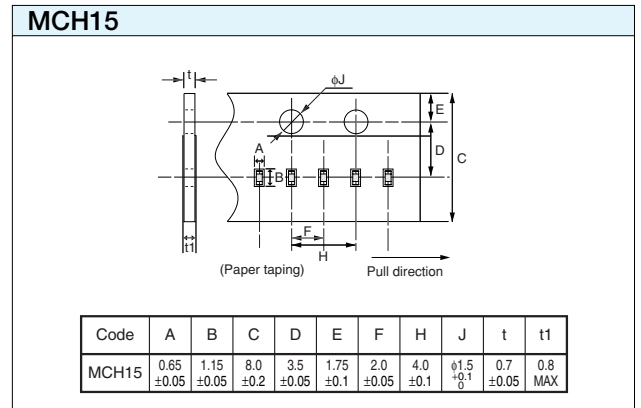 MCH15
t
ϕJ
E
D
C
A
B
F
H
t1
(Paper taping)
Pull direction
Code A B C D E F H J t t1
MCH15 0.65 ±0.05 1.15 ±0.05 8.0 ±0.2 3.5 ±0.05 1.75 ±0.1 2.0 ±0.05 4.0 ±0.1 ϕ1.5 +0.1 0 0.7 ±0.05 0.8 MAX